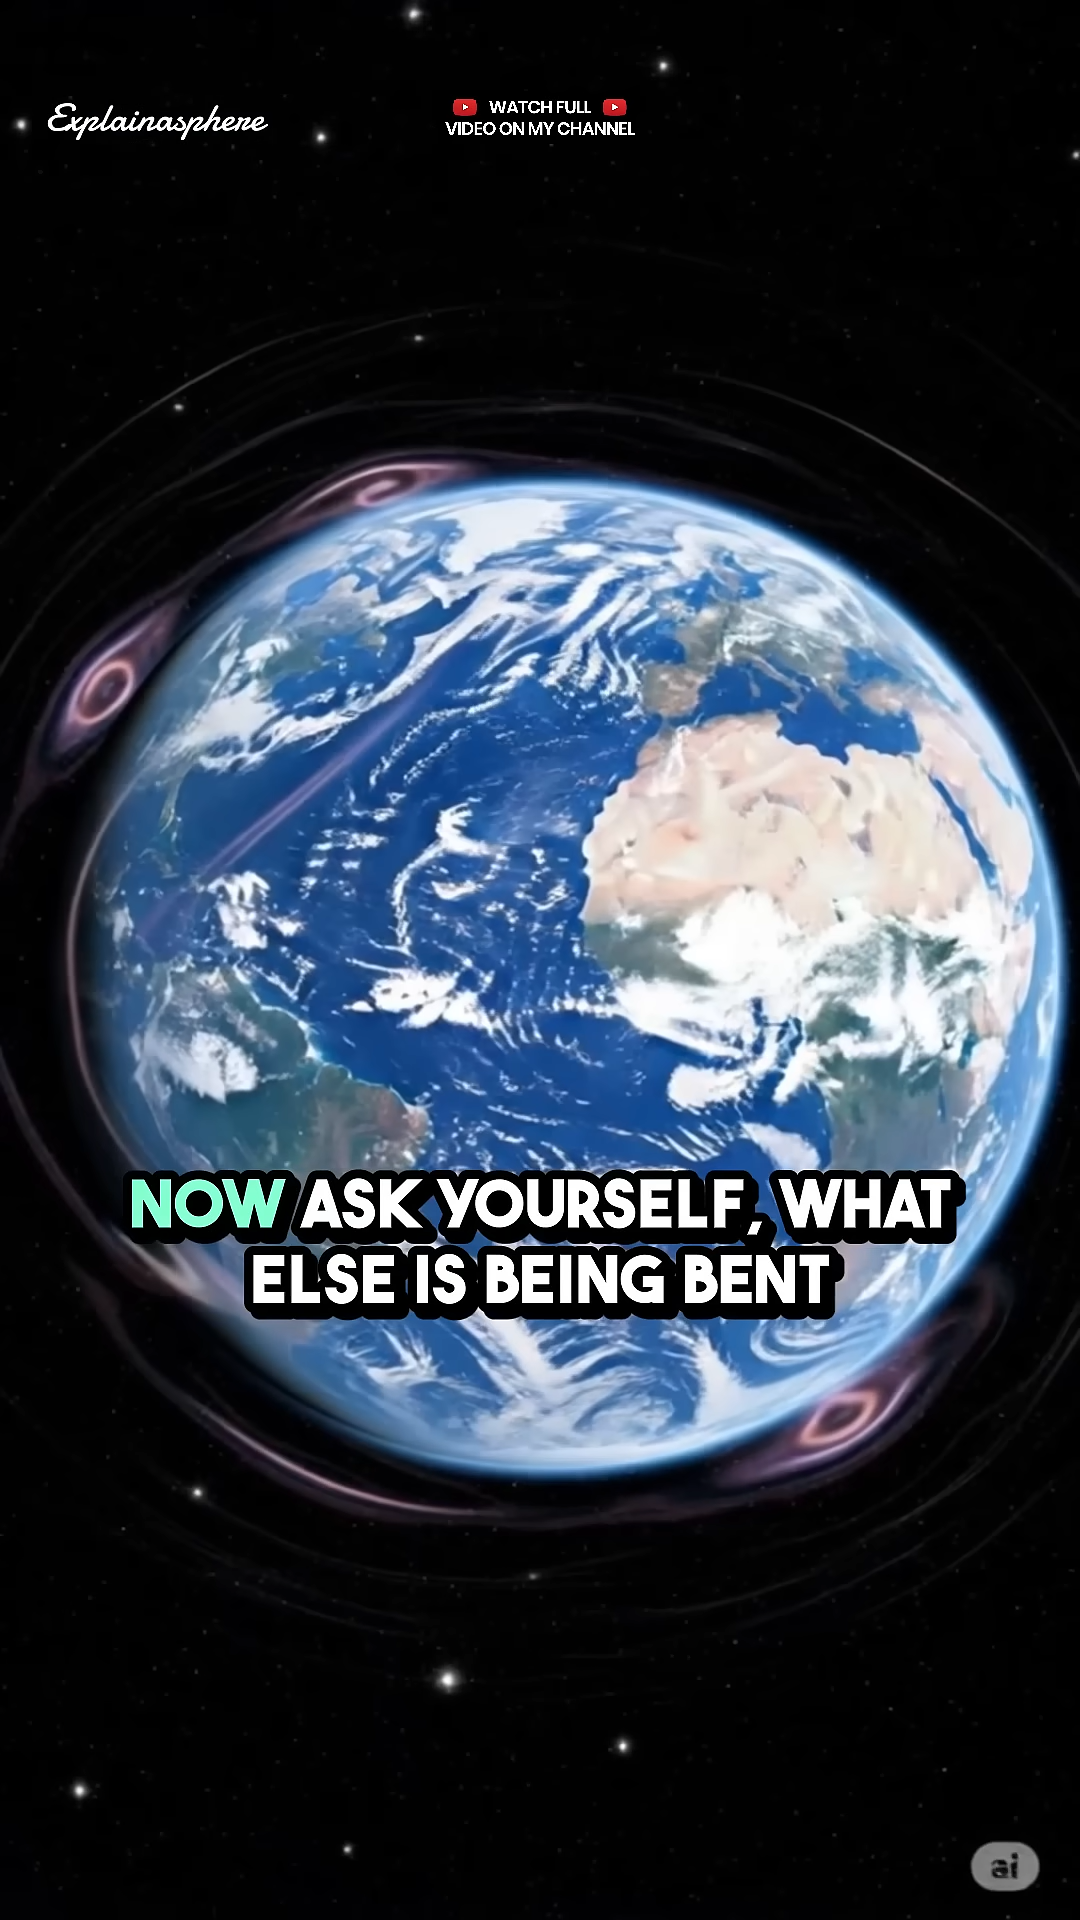 Explainasphere
WATCH FULL
VIDEO ON MY CHANNEL
NOW ASK YOURSELF, WHAT
ELSE IS BEING BENT
ai